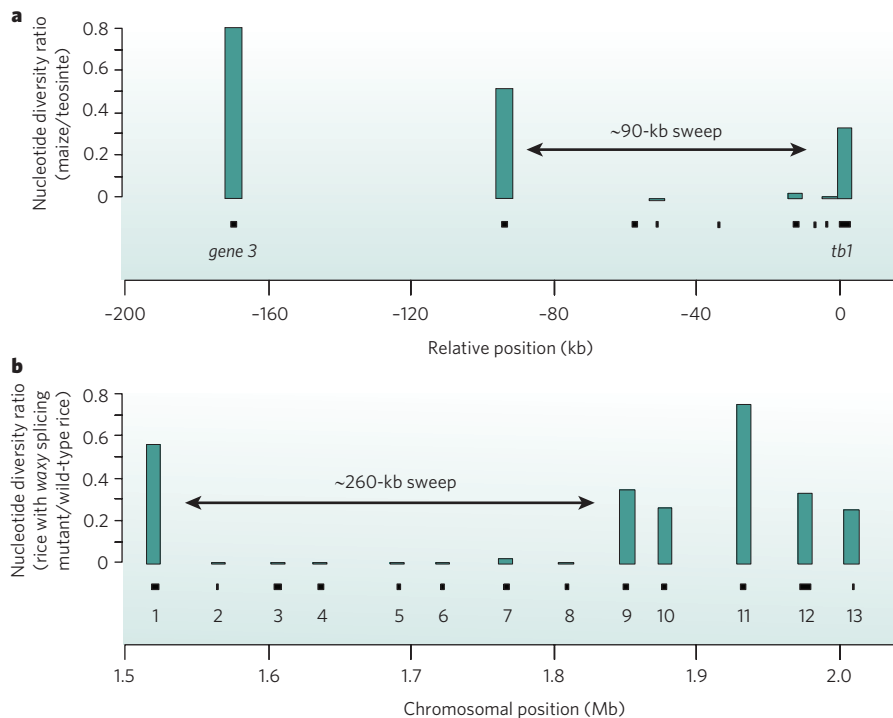 a
Nucleotide diversity ratio
(maize/teosinte)
0.8
0.6
0.4
0.2
0
~90-kb sweep
gene 3
tb1
–200
–160
–120
–80
–40
0
Relative position (kb)
b
Nucleotide diversity ratio
(rice with waxy splicing
mutant/wild-type rice)
0.8
0.6
0.4
0.2
0
~260-kb sweep
1
2
3
4
5
6
7
8
9
10
11
12
13
1.5
1.6
1.7
1.8
1.9
2.0
Chromosomal position (Mb)